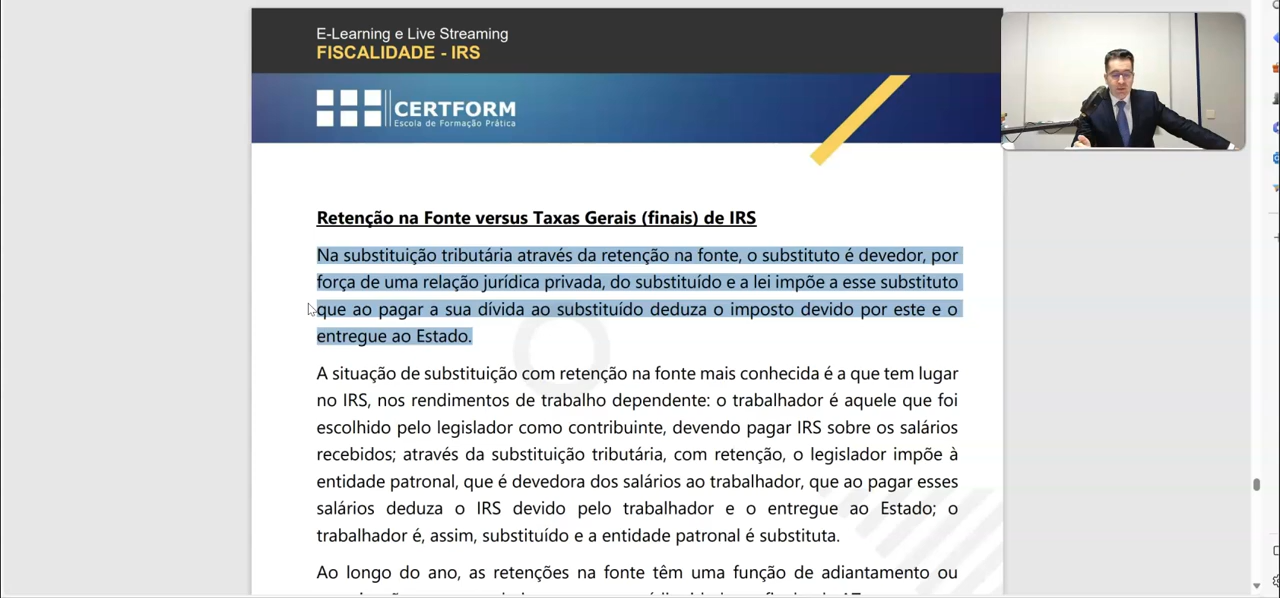 E-Learning e Live Streaming
FISCALIDADE - IRS
CERTFORM
Escola de Formação Prática
Retenção na Fonte versus Taxas Gerais (finais) de IRS
Na substituição tributária através da retenção na fonte, o substituto é devedor, por
força de uma relação jurídica privada, do substituído e a lei impõe a esse substituto
que ao pagar a sua dívida ao substituído deduza o imposto devido por este e o
entregue ao Estado.
A situação de substituição com retenção na fonte mais conhecida é a que tem lugar
no IRS, nos rendimentos de trabalho dependente: o trabalhador é aquele que foi
escolhido pelo legislador como contribuinte, devendo pagar IRS sobre os salários
recebidos; através da substituição tributária, com retenção, o legislador impõe à
entidade patronal, que é devedora dos salários ao trabalhador, que ao pagar esses
salários deduza o IRS devido pelo trabalhador e o entregue ao Estado; o
trabalhador é, assim, substituído e a entidade patronal é substituta.
Ao longo do ano, as retenções na fonte têm uma função de adiantamento ou